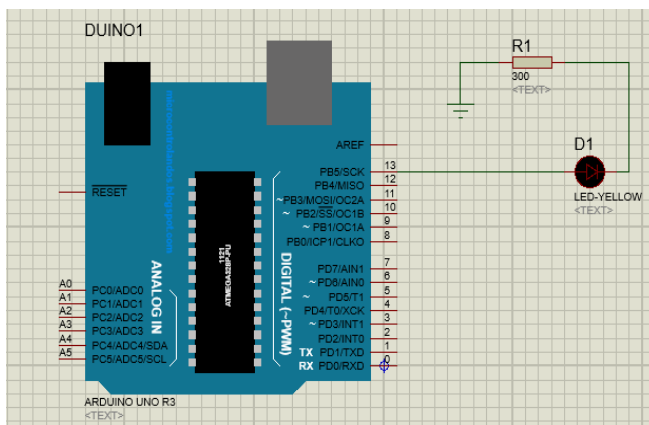 DUINO1
R1
300
<TEXT>
AREF
D1
13
PB5/SCK
12
PB4/MISO
RESET
11
~PB3/MOSI/OC2A
LED-YELLOW
10
~ PB2/SS/OC1B
<TEXT>
9
~ PB1/OC1A
8
PB0/ICP1/CLKO
1121
ATMEGA328P-PU
DIGITAL (~PWM)
ANALOG IN
7
PD7/AIN1
6
~ PD6/AIN0
5
~ PD5/T1
4
PD4/T0/XCK
3
~ PD3/INT1
2
PD2/INT0
1
TX PD1/TXD
0
RX PD0/RXD
A0
PC0/ADC0
A1
PC1/ADC1
A2
PC2/ADC2
A3
PC3/ADC3
A4
PC4/ADC4/SDA
A5
PC5/ADC5/SCL
ARDUINO UNO R3
<TEXT>